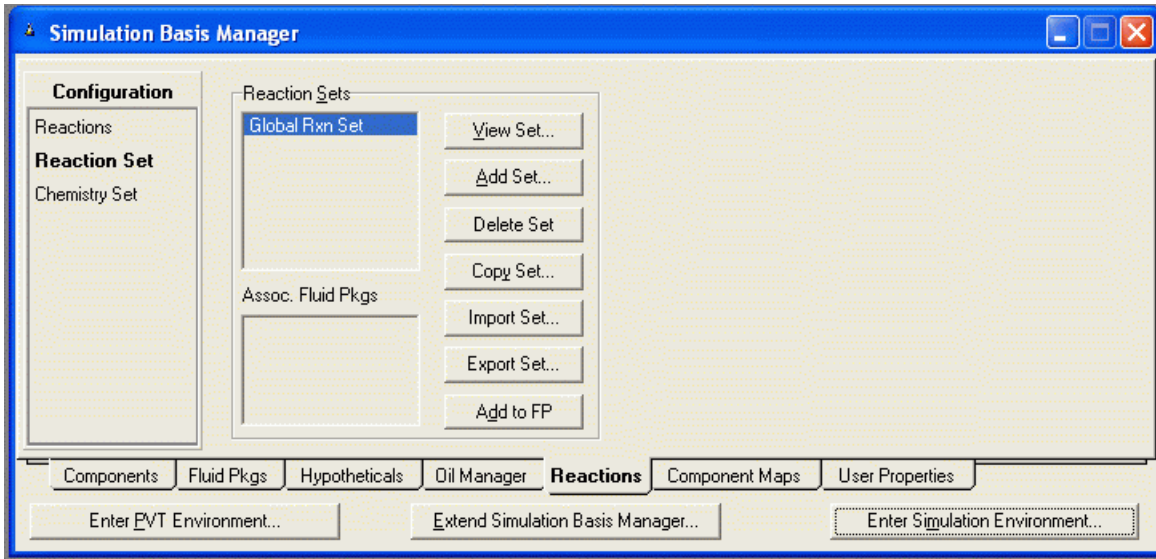 Simulation Basis Manager
Configuration
Reactions
Reaction Set
Chemistry Set
Reaction Sets
Global Rxn Set
View Set...
Add Set...
Delete Set
Copy Set...
Import Set...
Export Set...
Add to FP
Assoc. Fluid Pkgs
Components Fluid Pkgs Hypotheticals Oil Manager Reactions Component Maps User Properties
Enter PVT Environment... Extend Simulation Basis Manager... Enter Simulation Environment...